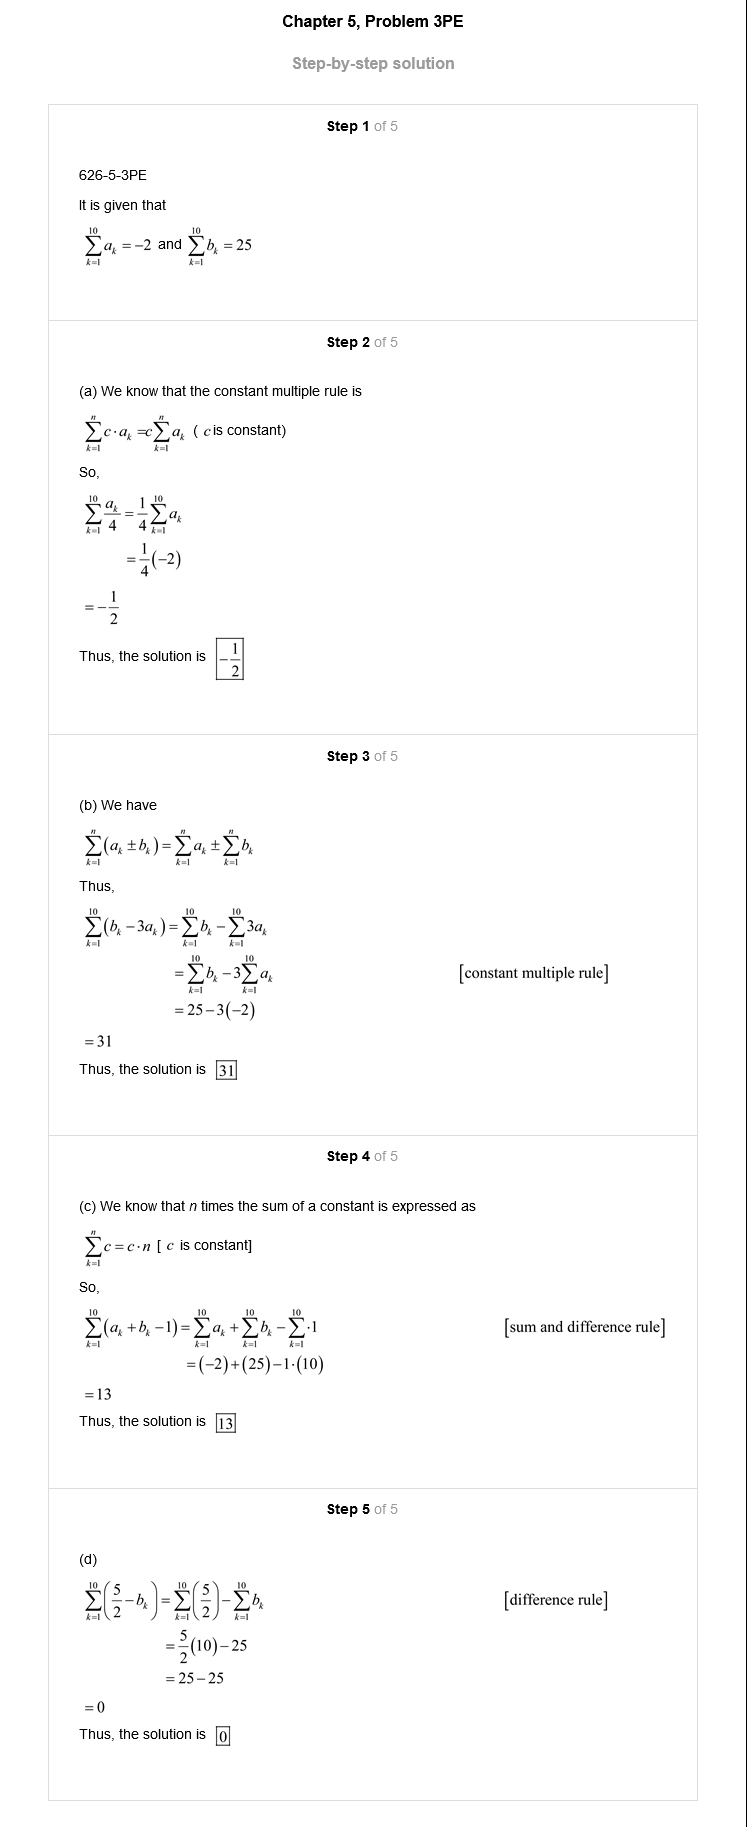 Chapter 5, Problem 3PE
Step-by-step solution
Step 1 of 5
626-5-3PE
It is given that
\sum_{k=1}^{10} a_k = -2 and \sum_{k=1}^{10} b_k = 25
Step 2 of 5
(a) We know that the constant multiple rule is
\sum_{k=1}^{n} c \cdot a_k = c \sum_{k=1}^{n} a_k ( c is constant)
So,
\sum_{k=1}^{10} \frac{a_k}{4} = \frac{1}{4} \sum_{k=1}^{10} a_k
= \frac{1}{4}(-2)
= -\frac{1}{2}
Thus, the solution is -\frac{1}{2}
Step 3 of 5
(b) We have
\sum_{k=1}^{n} (a_k \pm b_k) = \sum_{k=1}^{n} a_k \pm \sum_{k=1}^{n} b_k
Thus,
\sum_{k=1}^{10} (b_k - 3a_k) = \sum_{k=1}^{10} b_k - \sum_{k=1}^{10} 3a_k
= \sum_{k=1}^{10} b_k - 3 \sum_{k=1}^{10} a_k [constant multiple rule]
= 25 - 3(-2)
= 31
Thus, the solution is 31
Step 4 of 5
(c) We know that n times the sum of a constant is expressed as
\sum_{k=1}^{n} c = c \cdot n [ c is constant]
So,
\sum_{k=1}^{10} (a_k + b_k - 1) = \sum_{k=1}^{10} a_k + \sum_{k=1}^{10} b_k - \sum_{k=1}^{10} \cdot 1 [sum and difference rule]
= (-2) + (25) - 1 \cdot (10)
= 13
Thus, the solution is 13
Step 5 of 5
(d)
\sum_{k=1}^{10} \left( \frac{5}{2} - b_k \right) = \sum_{k=1}^{10} \left( \frac{5}{2} \right) - \sum_{k=1}^{10} b_k [difference rule]
= \frac{5}{2}(10) - 25
= 25 - 25
= 0
Thus, the solution is 0